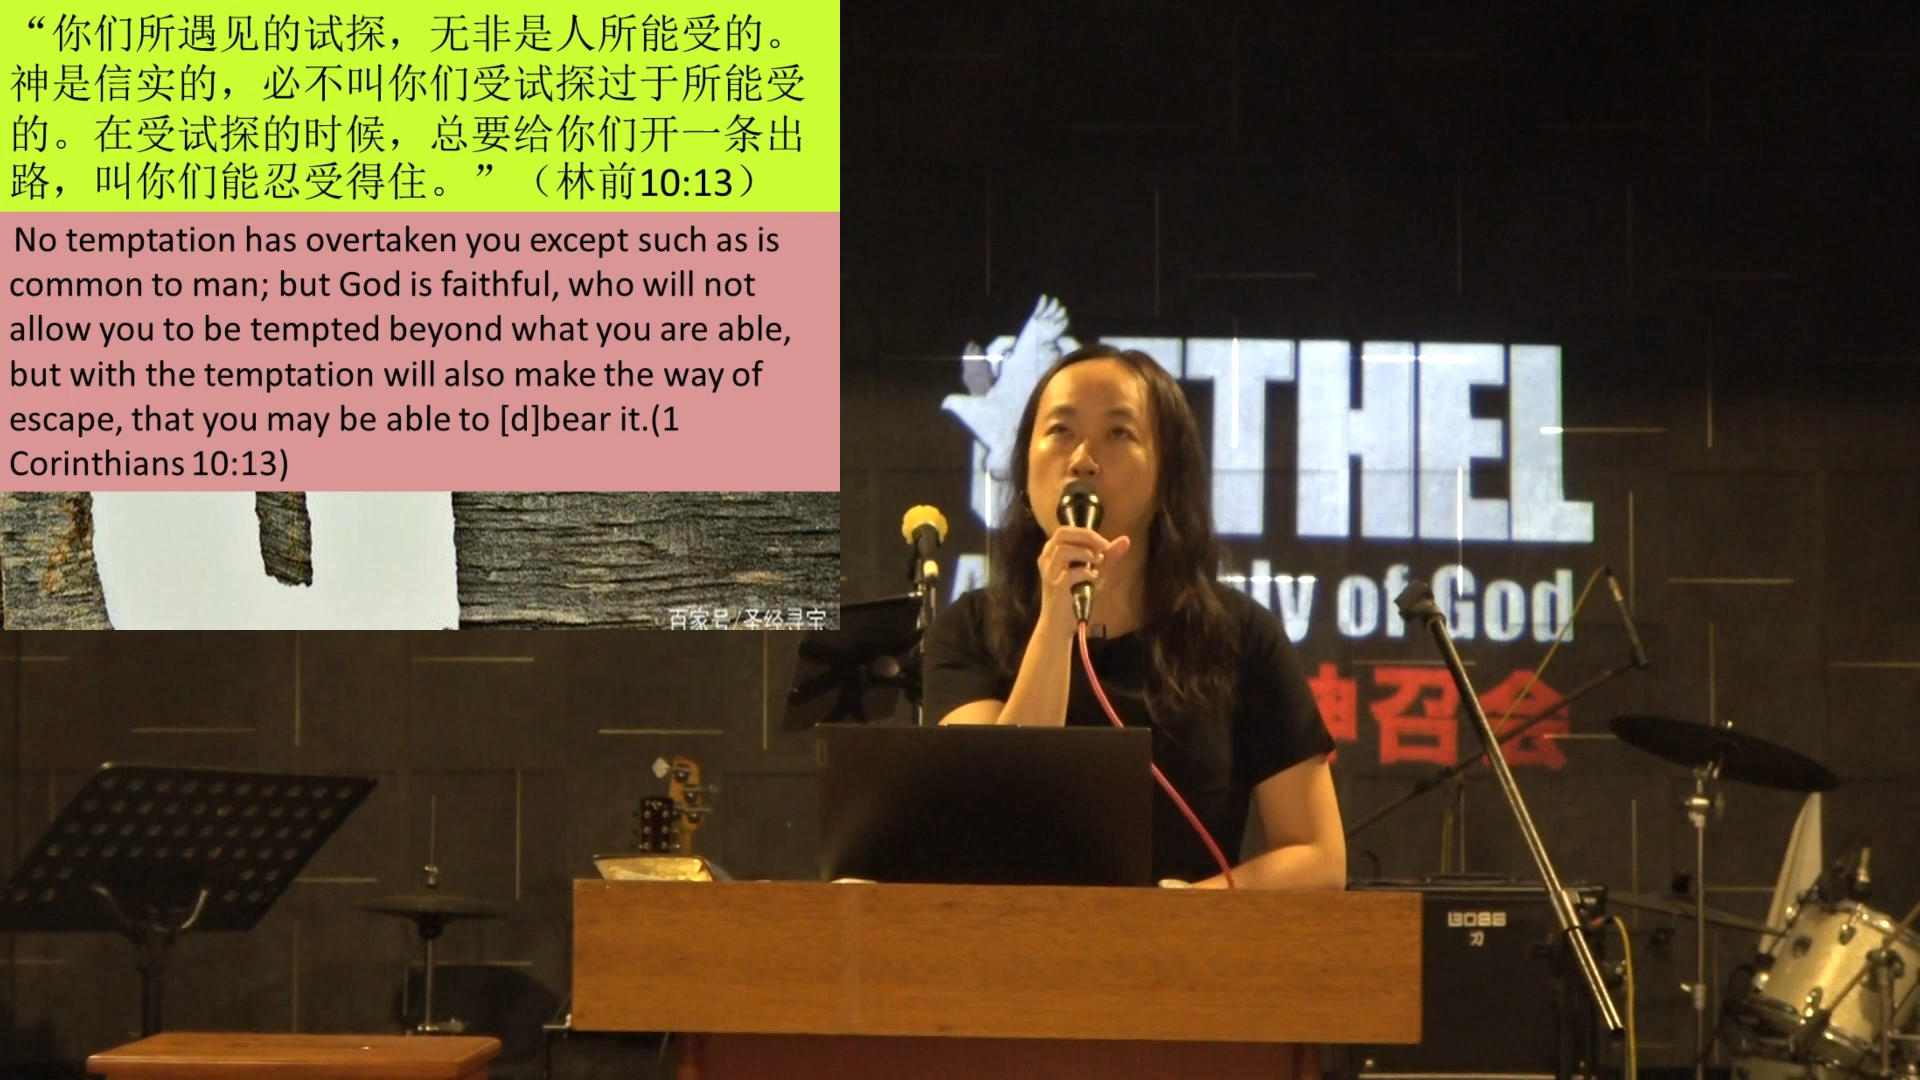 “你们所遇见的试探，无非是人所能受的。
神是信实的，必不叫你们受试探过于所能受
的。在受试探的时候，总要给你们开一条出
路，叫你们能忍受得住。”（林前10:13）
No temptation has overtaken you except such as is
common to man; but God is faithful, who will not
allow you to be tempted beyond what you are able,
but with the temptation will also make the way of
escape, that you may be able to [d]bear it.(1
Corinthians 10:13)
百家号/圣经寻宝
THEL
of God
神召会
BOSS